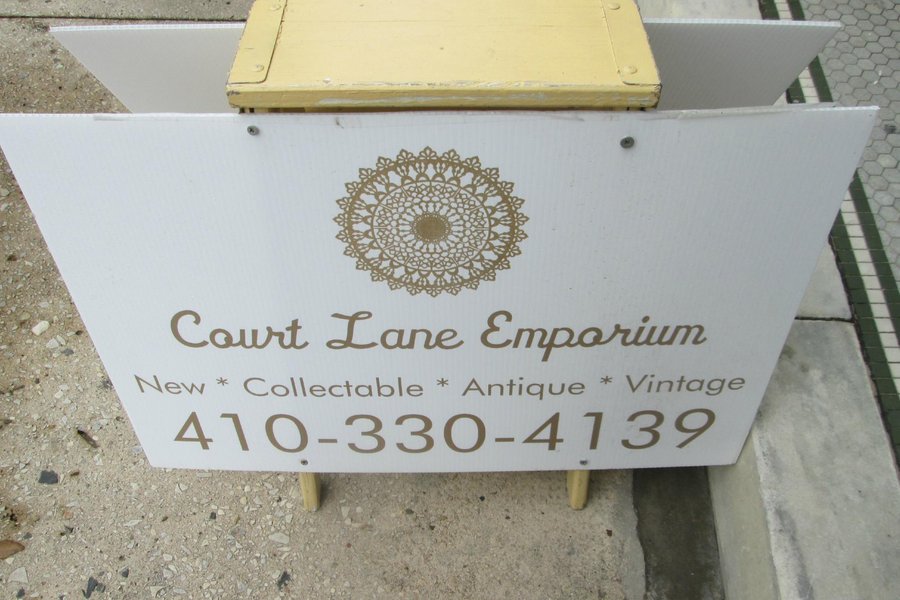 Court Lane Emporium
New * Collectable * Antique * Vintage
410-330-4139